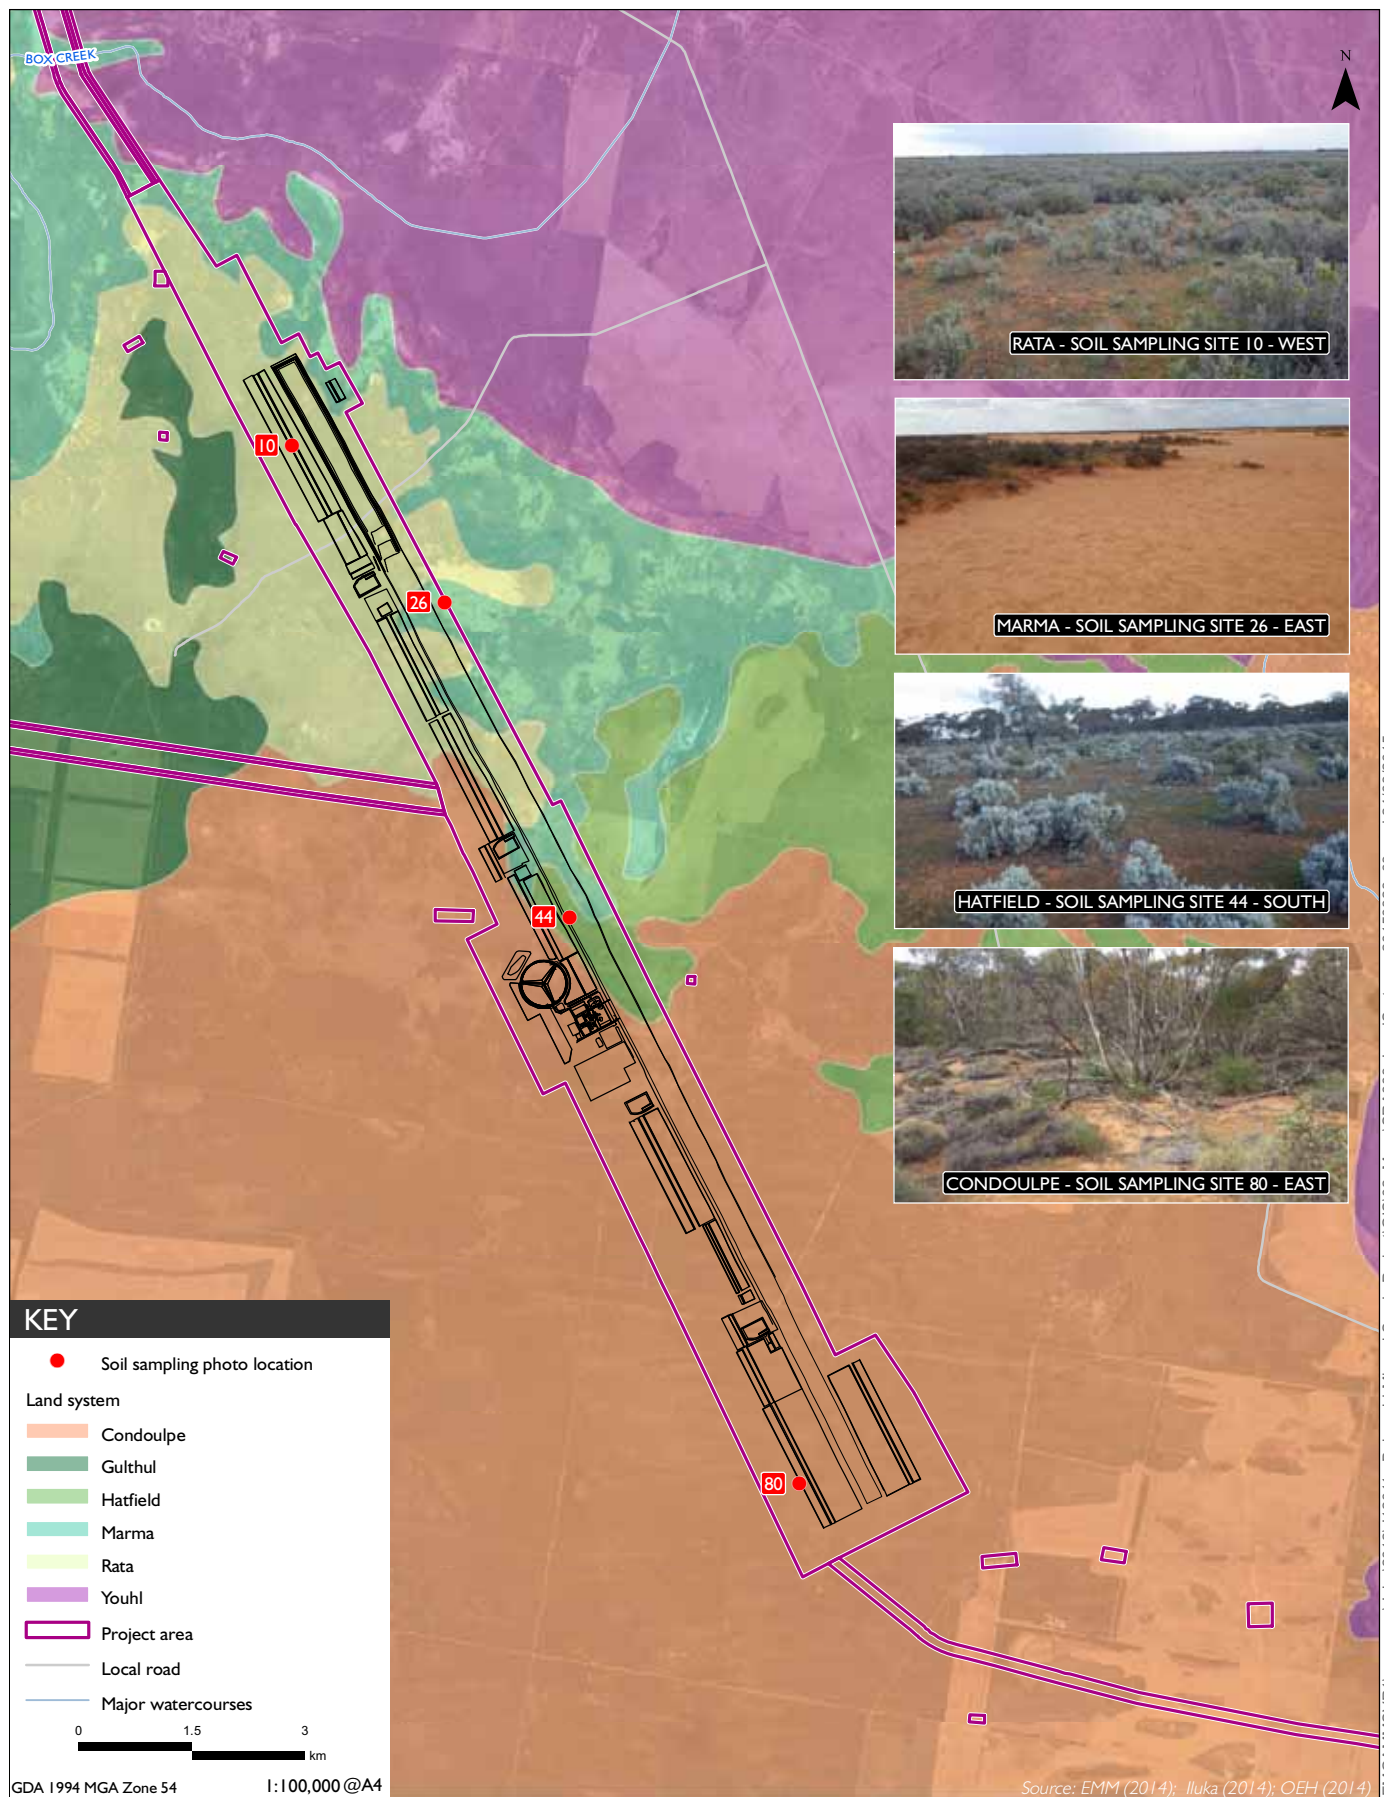 BOX CREEK
N
RATA - SOIL SAMPLING SITE 10 - WEST
10
MARMA - SOIL SAMPLING SITE 26 - EAST
26
HATFIELD - SOIL SAMPLING SITE 44 - SOUTH
44
CONDOULPE - SOIL SAMPLING SITE 80 - EAST
80
KEY
Soil sampling photo location
Land system
Condoulpe
Gulthul
Hatfield
Marma
Rata
Youhl
Project area
Local road
Major watercourses
0 1.5 3
km
GDA 1994 MGA Zone 54 1:100,000 @A4
Source: EMM (2014); Iluka (2014); OEH (2014)